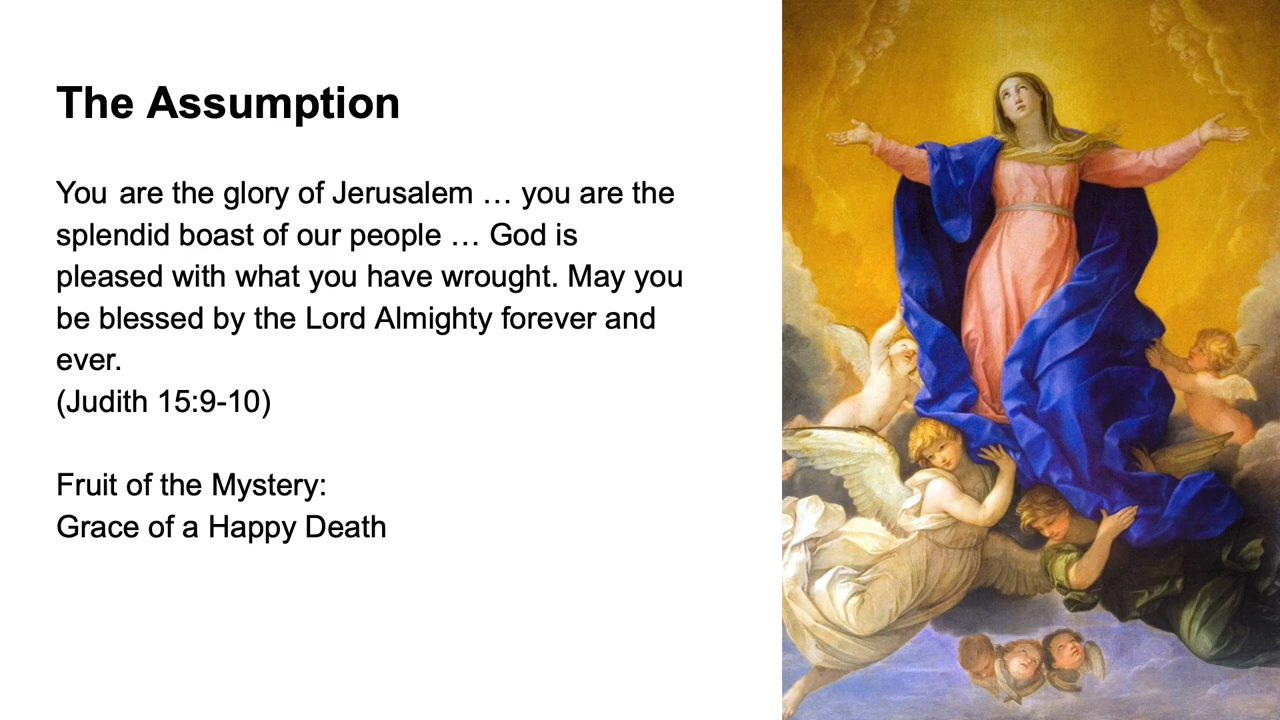 The Assumption
You are the glory of Jerusalem … you are the
splendid boast of our people … God is
pleased with what you have wrought. May you
be blessed by the Lord Almighty forever and
ever.
(Judith 15:9-10)
Fruit of the Mystery:
Grace of a Happy Death